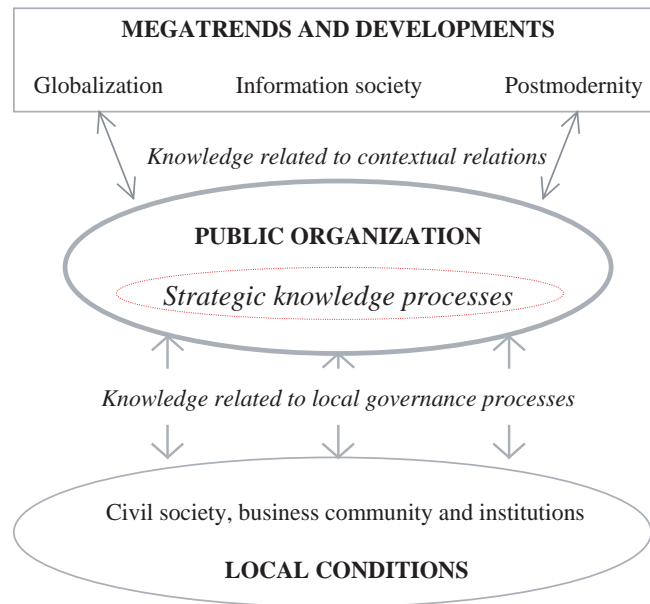 MEGATRENDS AND DEVELOPMENTS
Globalization Information society Postmodernity
Knowledge related to contextual relations
PUBLIC ORGANIZATION
Strategic knowledge processes
Knowledge related to local governance processes
Civil society, business community and institutions
LOCAL CONDITIONS